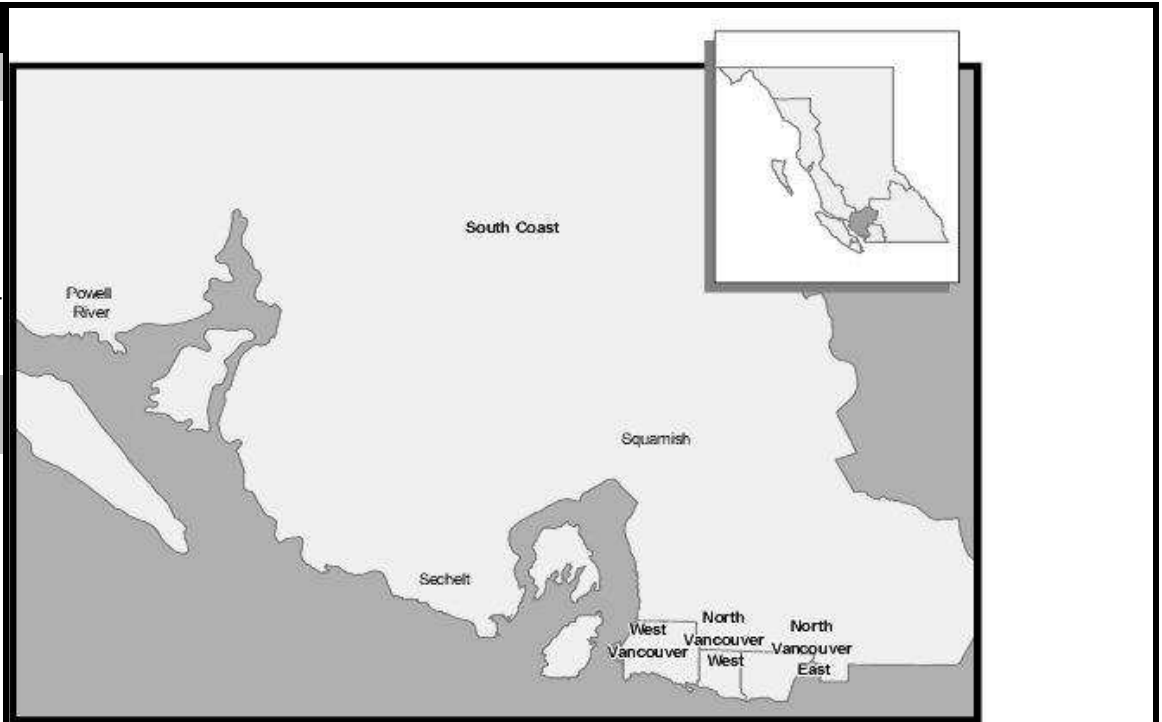 South Coast
Powell
River
Squamish
Sechelt
West
Vancouver
North
Vancouver
West
North
Vancouver
East